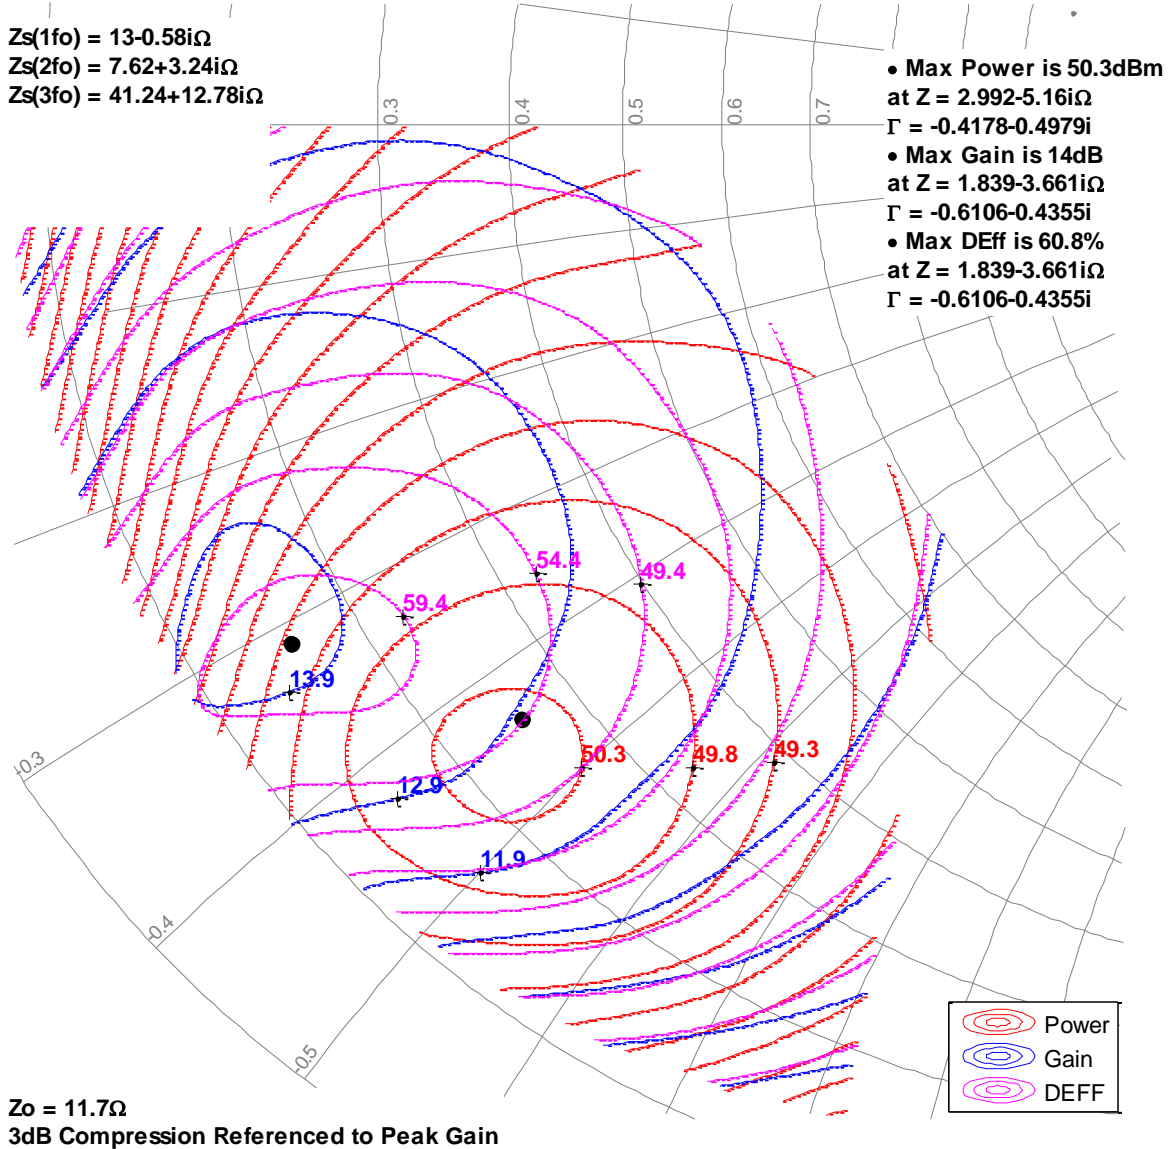 Zs(1fo) = 13-0.58iΩ
Zs(2fo) = 7.62+3.24iΩ
Zs(3fo) = 41.24+12.78iΩ
0.3
0.4
0.5
0.6
0.7
● Max Power is 50.3dBm
at Z = 2.992-5.16iΩ
Γ = -0.4178-0.4979i
● Max Gain is 14dB
at Z = 1.839-3.661iΩ
Γ = -0.6106-0.4355i
● Max DEff is 60.8%
at Z = 1.839-3.661iΩ
Γ = -0.6106-0.4355i
54.4
49.4
59.4
13.9
50.3
49.8
49.3
12.9
11.9
-0.3
-0.4
-0.5
Power
Gain
DEFF
Zo = 11.7Ω
3dB Compression Referenced to Peak Gain